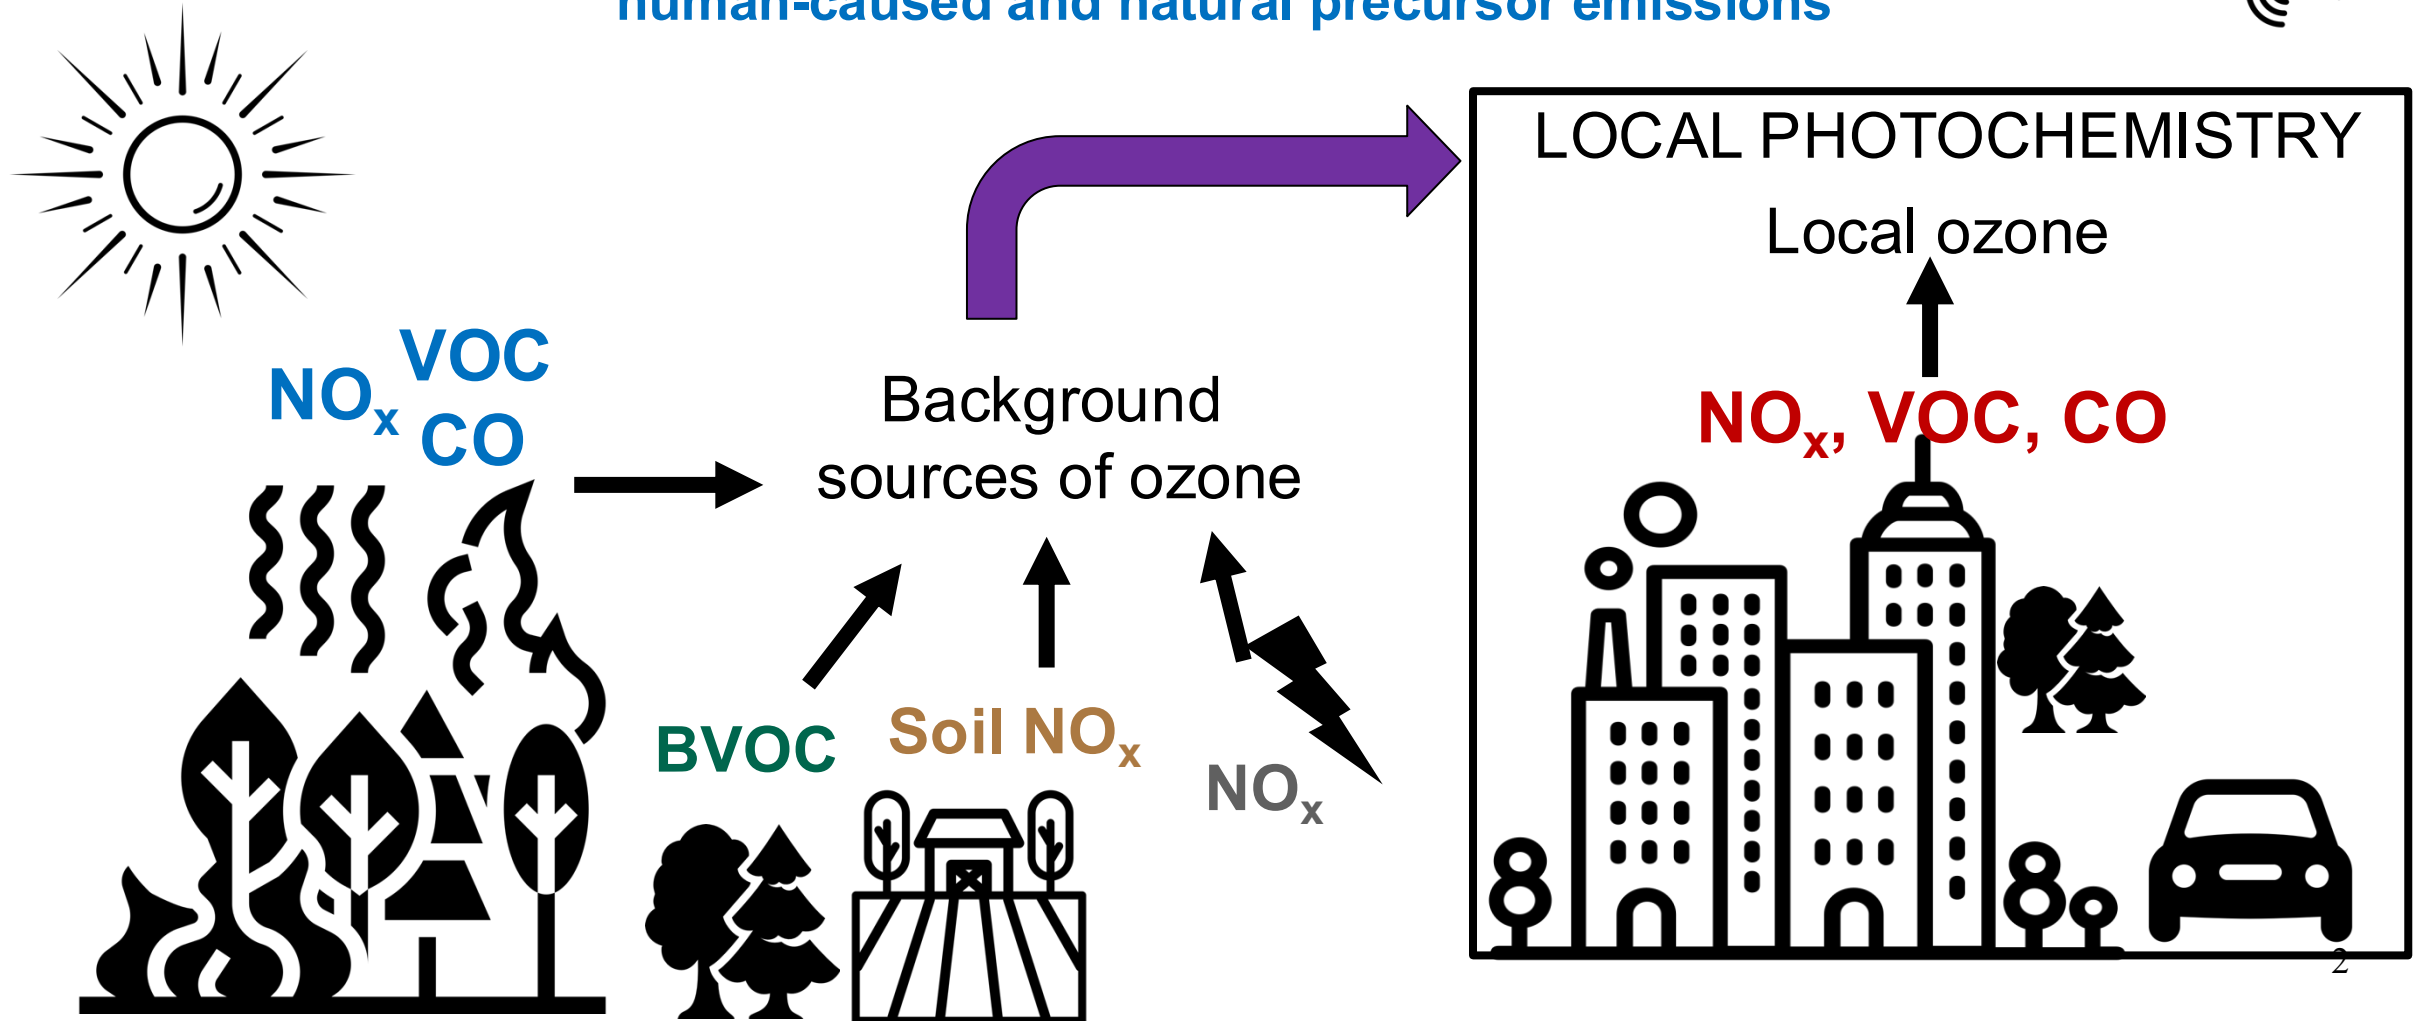 human-caused and natural precursor emissions
LOCAL PHOTOCHEMISTRY
Local ozone
NOx, VOC, CO
VOC
NOx
CO
Background
sources of ozone
BVOC
Soil NOx
NOx
2